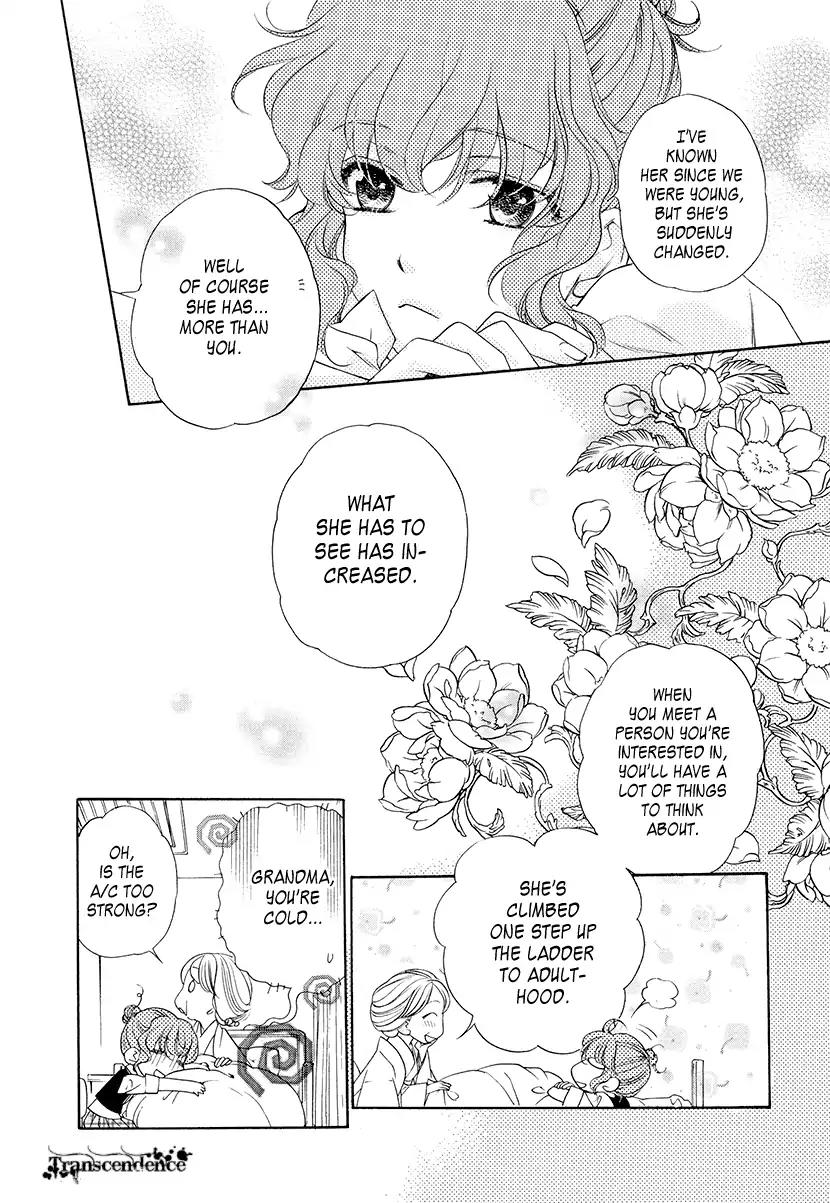 I'VE
KNOWN
HER SINCE WE
WERE YOUNG,
BUT SHE'S
SUDDENLY
CHANGED.
WELL
OF COURSE
SHE HAS...
MORE THAN
YOU.
WHAT
SHE HAS TO
SEE HAS IN-
CREASED.
WHEN
YOU MEET A
PERSON YOU'RE
INTERESTED IN,
YOU'LL HAVE A
LOT OF THINGS
TO THINK
ABOUT.
SHE'S
CLIMBED
ONE STEP UP
THE LADDER
TO ADULT-
HOOD.
GRANDMA,
YOU'RE
COLD...
OH,
IS THE
A/C TOO
STRONG?
Transcendence